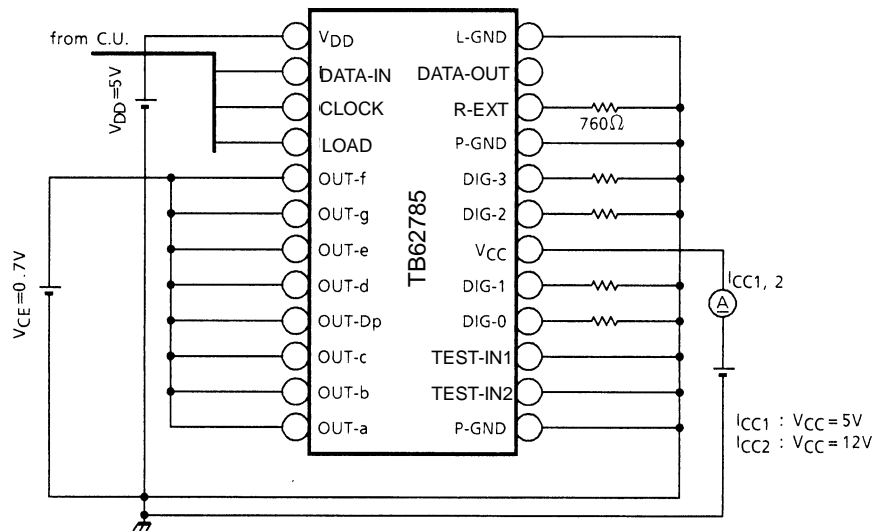 from C.U.
VDD=5V
VCE=0.7V
VDD
DATA-IN
CLOCK
LOAD
OUT-f
OUT-g
OUT-e
OUT-d
OUT-Dp
OUT-c
OUT-b
OUT-a
TB62785
L-GND
DATA-OUT
R-EXT
P-GND
DIG-3
DIG-2
VCC
DIG-1
DIG-0
TEST-IN1
TEST-IN2
P-GND
760Ω
ICC1, 2
A
ICC1 : VCC=5V
ICC2 : VCC=12V